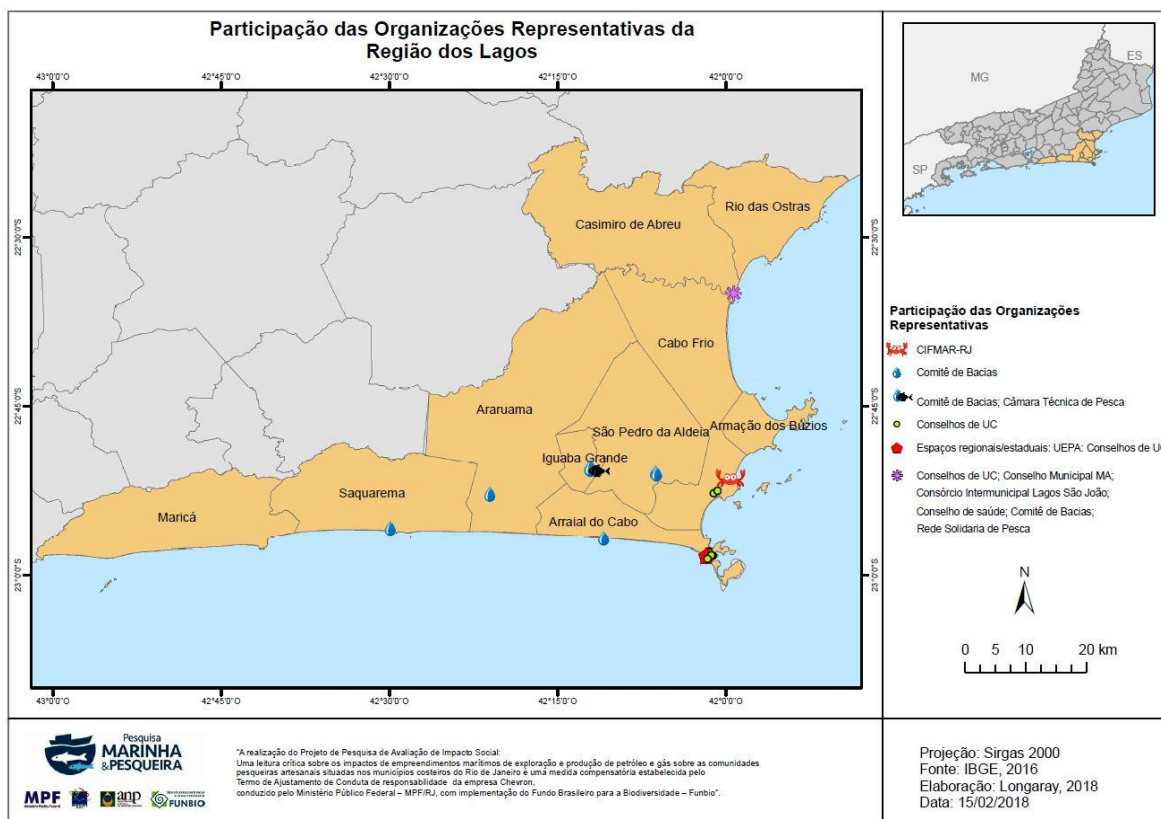 Participação das Organizações Representativas da
Região dos Lagos
43°0'0"O
42°45'0"O
42°30'0"O
42°15'0"O
42°0'0"O
22°30'0"S
22°45'0"S
23°0'0"S
22°30'0"S
22°45'0"S
23°0'0"S
Rio das Ostras
Casimiro de Abreu
Cabo Frio
Araruama
São Pedro da Aldeia
Armação dos Búzios
Iguaba Grande
Saquarema
Maricá
Arraial do Cabo
43°0'0"O
42°45'0"O
42°30'0"O
42°15'0"O
42°0'0"O
MG
ES
SP
Participação das Organizações
Representativas
CIFMAR-RJ
Comitê de Bacias
Comitê de Bacias; Câmara Técnica de Pesca
Conselhos de UC
Espaços regionais/estaduais: UEPA: Conselhos de UC
Conselhos de UC; Conselho Municipal MA;
Consórcio Intermunicipal Lagos São João;
Conselho de saúde; Comitê de Bacias;
Rede Solidaria de Pesca
N
0 5 10 20 km
Pesquisa
MARINHA
&PESQUEIRA
MPF
anp
FUNBIO
"A realização do Projeto de Pesquisa de Avaliação de Impacto Social:
Uma leitura crítica sobre os impactos de empreendimentos marítimos de exploração e produção de petróleo e gás sobre as comunidades
pesqueiras artesanais situadas nos municípios costeiros do Rio de Janeiro é uma medida compensatória estabelecida pelo
Termo de Ajustamento de Conduta de responsabilidade da empresa Chevron,
conduzido pelo Ministério Público Federal – MPF/RJ, com implementação do Fundo Brasileiro para a Biodiversidade – Funbio".
Projeção: Sirgas 2000
Fonte: IBGE, 2016
Elaboração: Longaray, 2018
Data: 15/02/2018